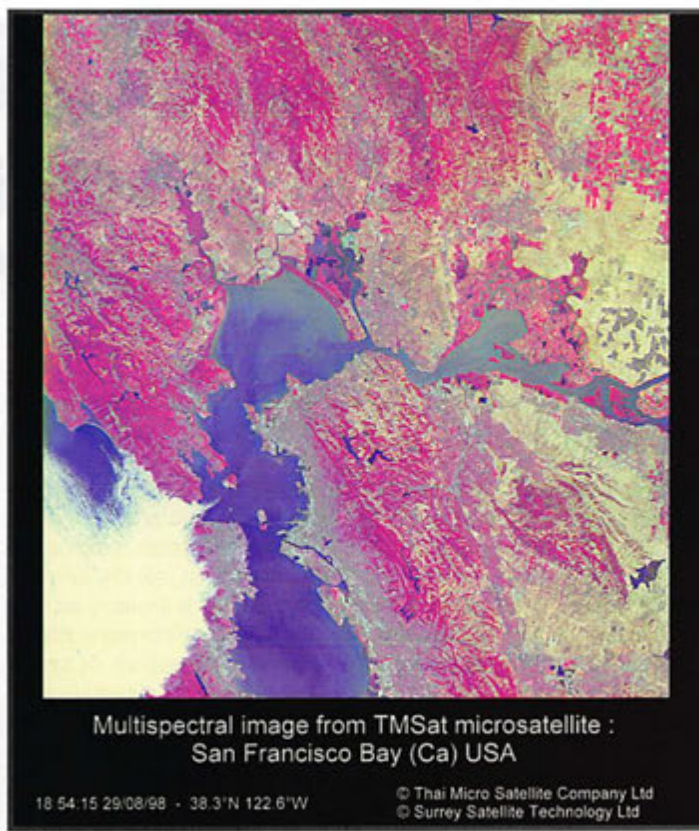 Multispectral image from TMSat microsatellite :
San Francisco Bay (Ca) USA
18 54:15 29/08/98 - 38.3°N 122.6°W
© Thai Micro Satellite Company Ltd
© Surrey Satellite Technology Ltd